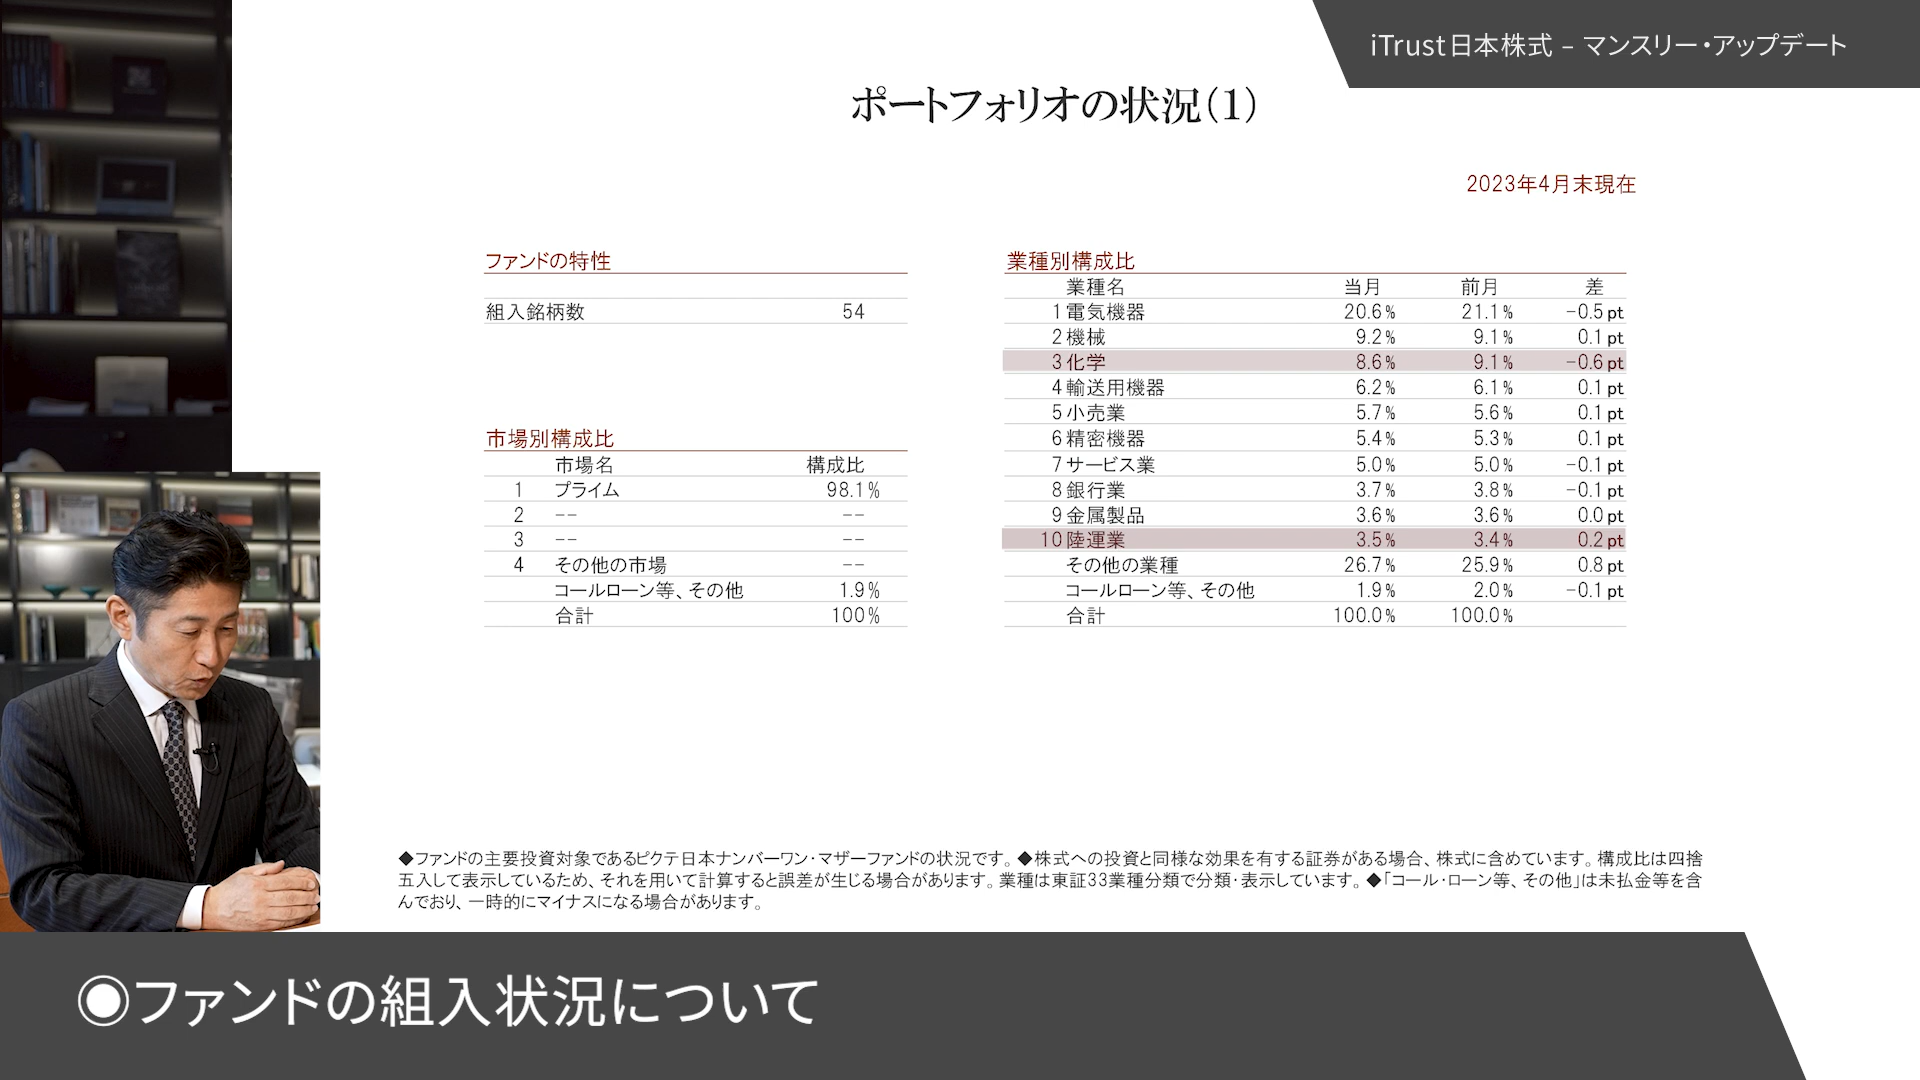 iTrust日本株式 – マンスリー・アップデート
ポートフォリオの状況(1)
2023年4月末現在
ファンドの特性
組入銘柄数 54
市場別構成比
市場名 構成比
1 プライム 98.1%
2 -- --
3 -- --
4 その他の市場 --
コールローン等、その他 1.9%
合計 100%
業種別構成比
業種名 当月 前月 差
1 電気機器 20.6% 21.1% -0.5pt
2 機械 9.2% 9.1% 0.1pt
3 化学 8.6% 9.1% -0.6pt
4 輸送用機器 6.2% 6.1% 0.1pt
5 小売業 5.7% 5.6% 0.1pt
6 精密機器 5.4% 5.3% 0.1pt
7 サービス業 5.0% 5.0% -0.1pt
8 銀行業 3.7% 3.8% -0.1pt
9 金属製品 3.6% 3.6% 0.0pt
10 陸運業 3.5% 3.4% 0.2pt
その他の業種 26.7% 25.9% 0.8pt
コールローン等、その他 1.9% 2.0% -0.1pt
合計 100.0% 100.0%
◆ファンドの主要投資対象であるピクテ日本ナンバーワン・マザーファンドの状況です。◆株式への投資と同様な効果を有する証券がある場合、株式に含めています。構成比は四捨
五入して表示しているため、それを用いて計算すると誤差が生じる場合があります。業種は東証33業種分類で分類・表示しています。◆「コール・ローン等、その他」は未払金等を含
んでおり、一時的にマイナスになる場合があります。
◉ファンドの組入状況について